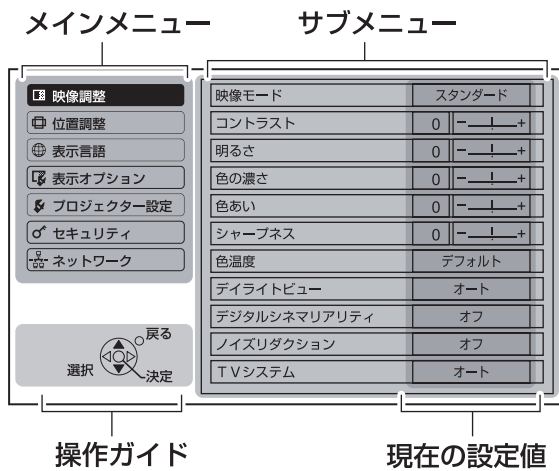 メインメニュー
サブメニュー
映像調整
位置調整
表示言語
表示オプション
プロジェクター設定
セキュリティ
ネットワーク
映像モード スタンダード
コントラスト 0 - +
明るさ 0 - +
色の濃さ 0 - +
色あい 0 - +
シャープネス 0 - +
色温度 デフォルト
デイライトビュー オート
デジタルシネマリアリティ オフ
ノイズリダクション オフ
TVシステム オート
戻る
選択
決定
操作ガイド
現在の設定値